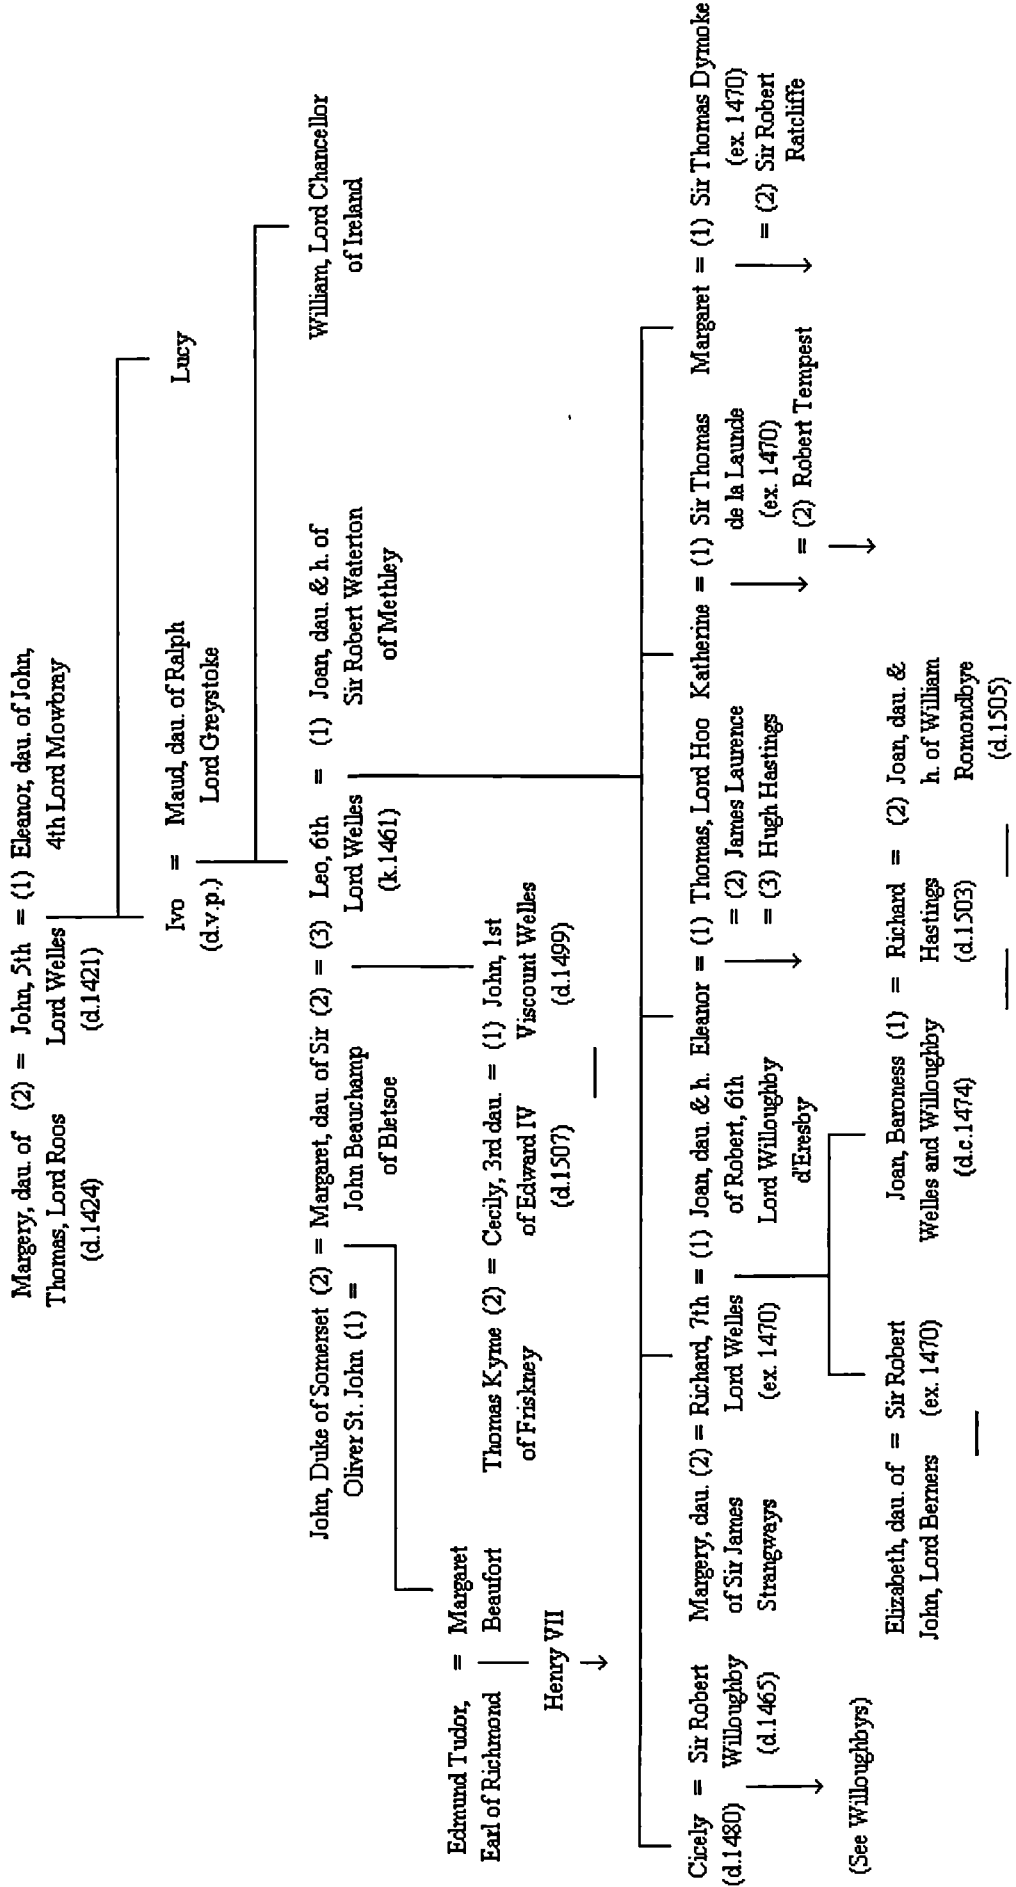 Margery, dau. of (2) = John, 5th = (1) Eleanor, dau. of John,
Thomas, Lord Roos Lord Welles 4th Lord Mowbray
(d.1424) (d.1421)
Ivo = Maud, dau. of Ralph Lucy
(d.v.p.) Lord Greystoke
John, Duke of Somerset (2) = Margaret, dau. of Sir (2) = (3) Leo, 6th = (1) Joan, dau. & h. of William, Lord Chancellor
Oliver St. John (1) = John Beauchamp Lord Welles Sir Robert Waterton of Ireland
of Bletsoe (k.1461) of Methley
Edmund Tudor, = Margaret
Earl of Richmond Beaufort
Henry VII
Thomas Kyme (2) = Cecily, 3rd dau. = (1) John, 1st
of Friskney of Edward IV Viscount Welles
(d.1507) (d.1499)
Cicely = Sir Robert Margery, dau. (2) = Richard, 7th = (1) Joan, dau. & h. Eleanor = (1) Thomas, Lord Hoo Katherine = (1) Sir Thomas Margaret = (1) Sir Thomas Dymoke
(d.1480) Willoughby of Sir James Lord Welles of Robert, 6th = (2) James Laurence de la Launde (ex. 1470)
(d.1465) Strangways (ex. 1470) Lord Willoughby = (3) Hugh Hastings (ex. 1470) = (2) Sir Robert
d'Eresby = (2) Robert Tempest Ratcliffe
(See Willoughbys)
Elizabeth, dau. of = Sir Robert Joan, Baroness (1) = Richard = (2) Joan, dau. &
John, Lord Berners (ex. 1470) Welles and Willoughby Hastings h. of William
(d.c.1474) (d.1503) Romondbye
(d.1505)